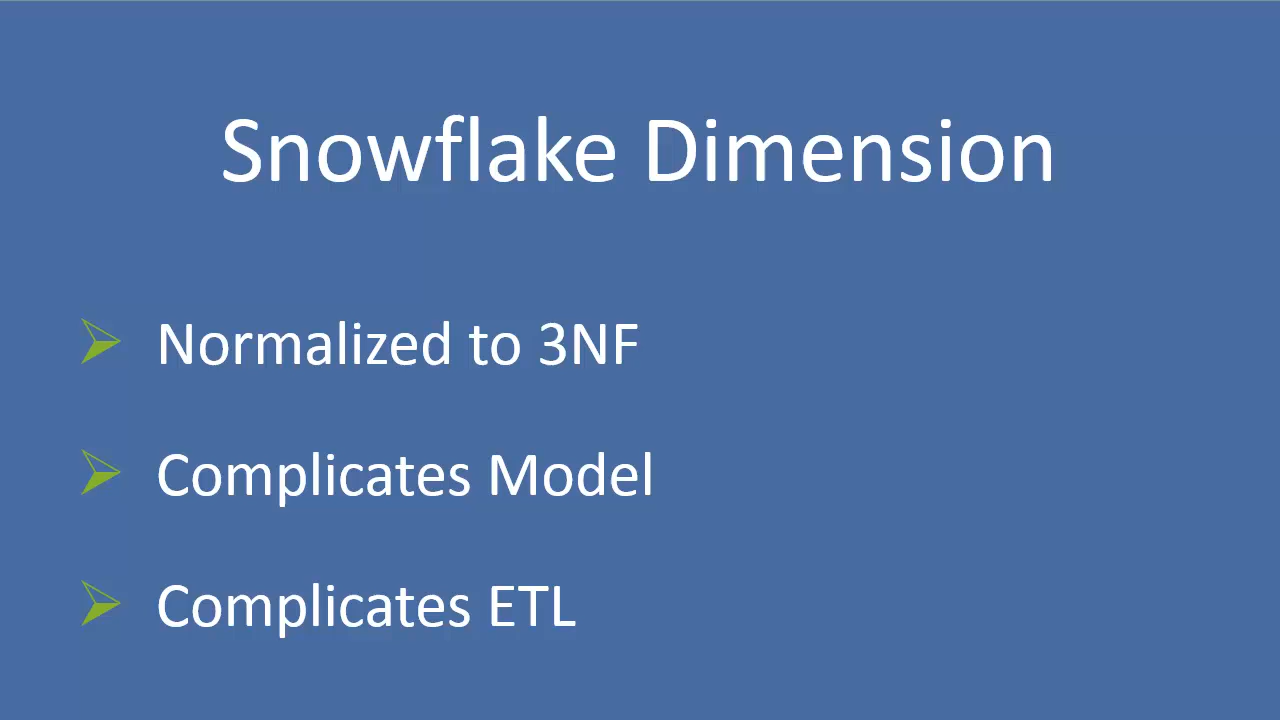 Snowflake Dimension
Normalized to 3NF
Complicates Model
Complicates ETL